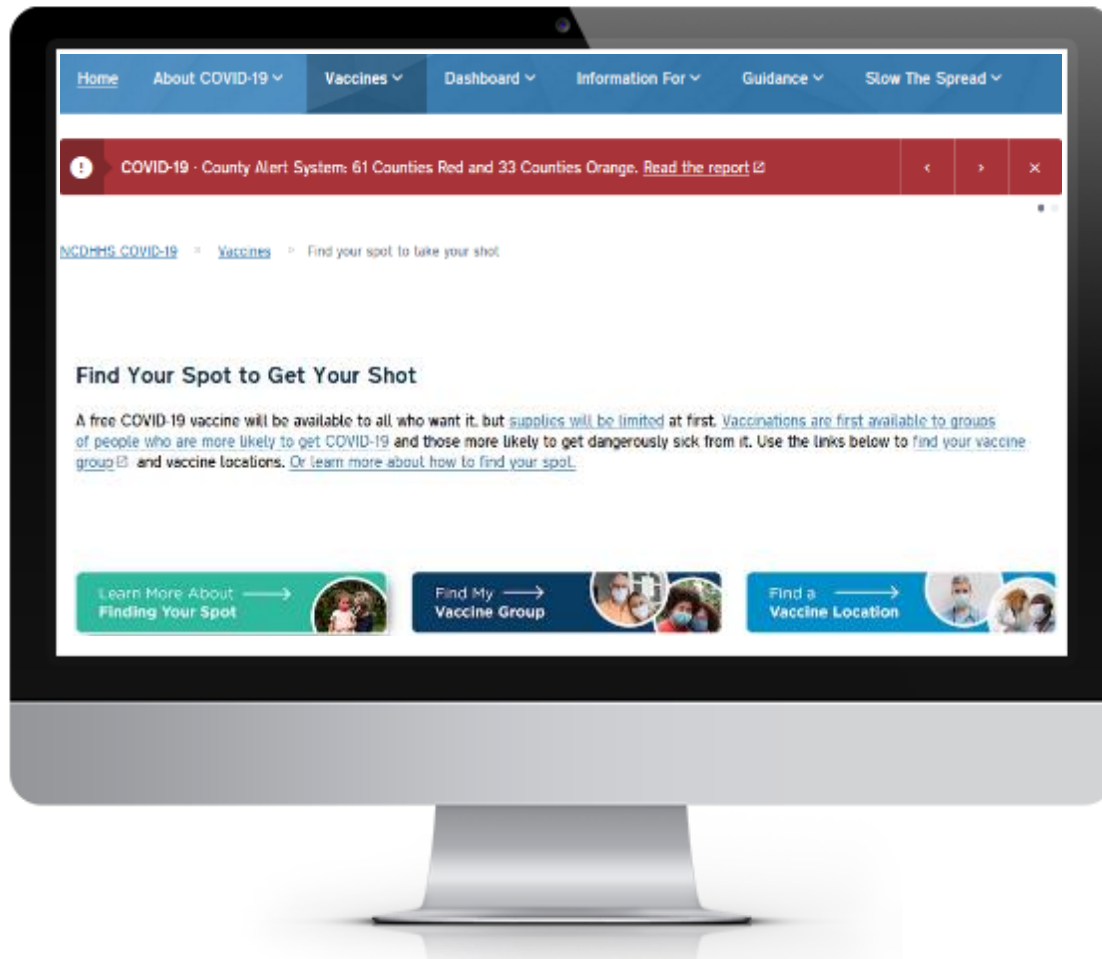 Home About COVID-19 Vaccines Dashboard Information For Guidance Slow The Spread
COVID-19 - County Alert System: 61 Counties Red and 33 Counties Orange. Read the report
NCDHHS COVID-19 » Vaccines » Find your spot to take your shot
Find Your Spot to Get Your Shot
A free COVID-19 vaccine will be available to all who want it, but supplies will be limited at first. Vaccinations are first available to groups
of people who are more likely to get COVID-19 and those more likely to get dangerously sick from it. Use the links below to find your vaccine
group and vaccine locations. Or learn more about how to find your spot.
Learn More About
Finding Your Spot
Find My
Vaccine Group
Find a
Vaccine Location